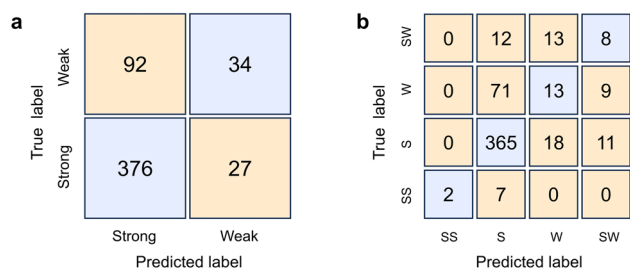 a
True label
Weak
92 34
Strong
376 27
Strong Weak
Predicted label
b
True label
SW
0 12 13 8
W
0 71 13 9
S
0 365 18 11
SS
2 7 0 0
SS S W SW
Predicted label